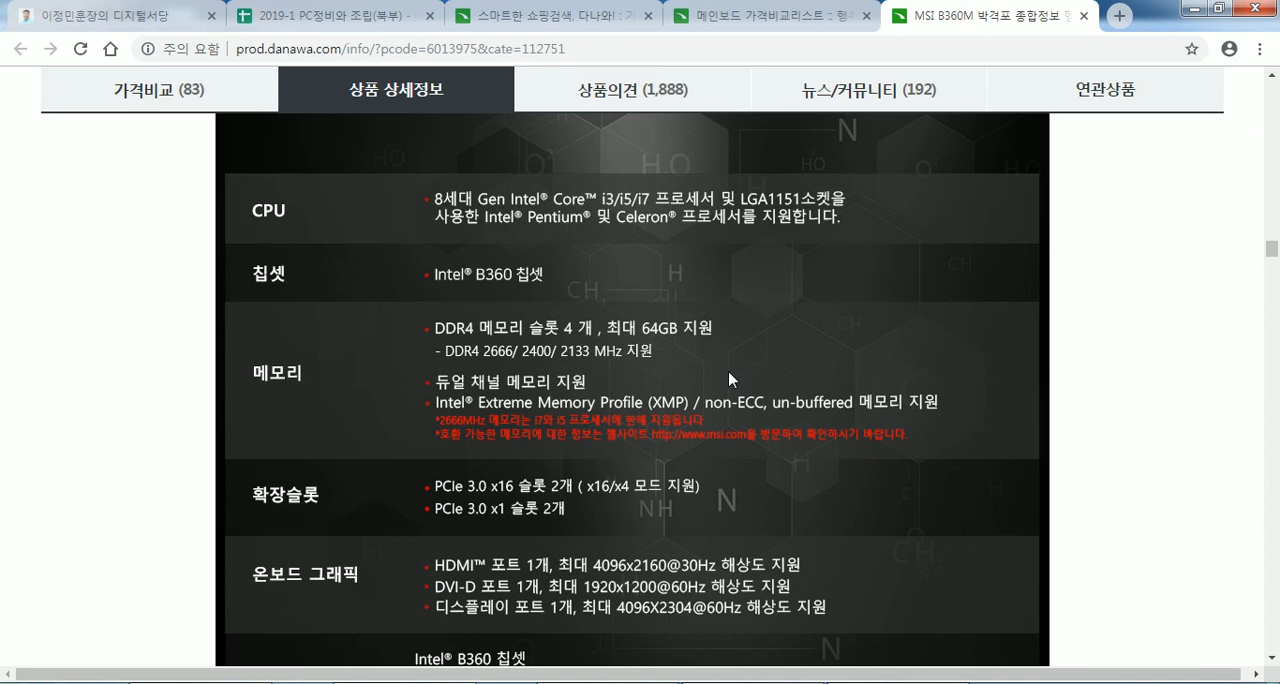 이정민훈장의 디지털서당
2019-1 PC정비와 조립(북부) -
스마트한 쇼핑검색, 다나와! :
메인보드 가격비교리스트 ::
MSI B360M 박격포 종합정보
주의 요함
prod.danawa.com/info/?pcode=6013975&cate=112751
가격비교 (83)
상품 상세정보
상품의견 (1,888)
뉴스/커뮤니티 (192)
연관상품
CPU
• 8세대 Gen Intel® Core™ i3/i5/i7 프로세서 및 LGA1151소켓을
사용한 Intel® Pentium® 및 Celeron® 프로세서를 지원합니다.
칩셋
• Intel® B360 칩셋
메모리
• DDR4 메모리 슬롯 4 개 , 최대 64GB 지원
- DDR4 2666/ 2400/ 2133 MHz 지원
• 듀얼 채널 메모리 지원
• Intel® Extreme Memory Profile (XMP) / non-ECC, un-buffered 메모리 지원
*2666MHz 메모리는 i7와 i5 프로세서에 한해 지원됩니다
*호환 가능한 메모리에 대한 정보는 웹사이트 http://www.msi.com을 방문하여 확인하시기 바랍니다.
확장슬롯
• PCIe 3.0 x16 슬롯 2개 ( x16/x4 모드 지원)
• PCIe 3.0 x1 슬롯 2개
온보드 그래픽
• HDMI™ 포트 1개, 최대 4096x2160@30Hz 해상도 지원
• DVI-D 포트 1개, 최대 1920x1200@60Hz 해상도 지원
• 디스플레이 포트 1개, 최대 4096X2304@60Hz 해상도 지원
Intel® B360 칩셋